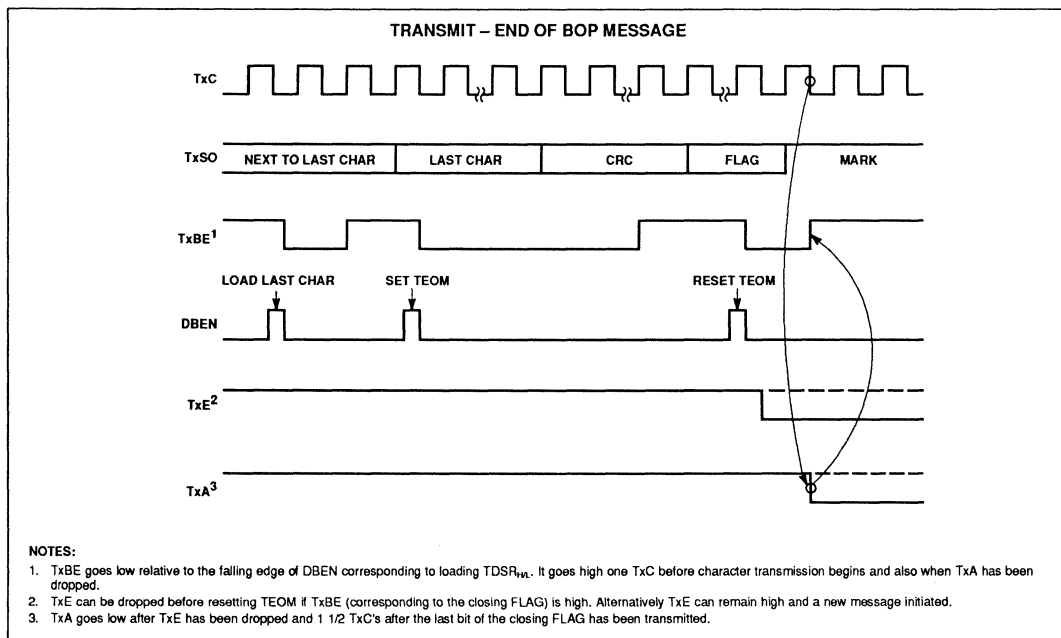 TRANSMIT – END OF BOP MESSAGE
TxC
TxSO
NEXT TO LAST CHAR
LAST CHAR
CRC
FLAG
MARK
TxBE1
LOAD LAST CHAR
SET TEOM
RESET TEOM
DBEN
TxE2
TxA3
NOTES:
1. TxBE goes low relative to the falling edge of DBEN corresponding to loading TDSRH/L. It goes high one TxC before character transmission begins and also when TxA has been
dropped.
2. TxE can be dropped before resetting TEOM if TxBE (corresponding to the closing FLAG) is high. Alternatively TxE can remain high and a new message initiated.
3. TxA goes low after TxE has been dropped and 1 1/2 TxC's after the last bit of the closing FLAG has been transmitted.